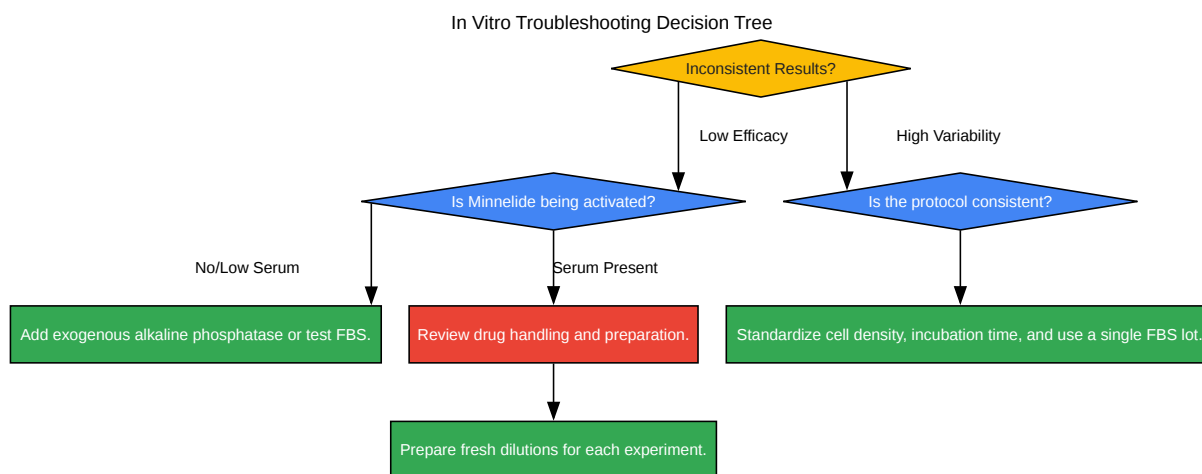 In Vitro Troubleshooting Decision Tree
Inconsistent Results?
Low Efficacy
High Variability
Is Minnelide being activated?
Is the protocol consistent?
No/Low Serum
Serum Present
Add exogenous alkaline phosphatase or test FBS.
Review drug handling and preparation.
Standardize cell density, incubation time, and use a single FBS lot.
Prepare fresh dilutions for each experiment.